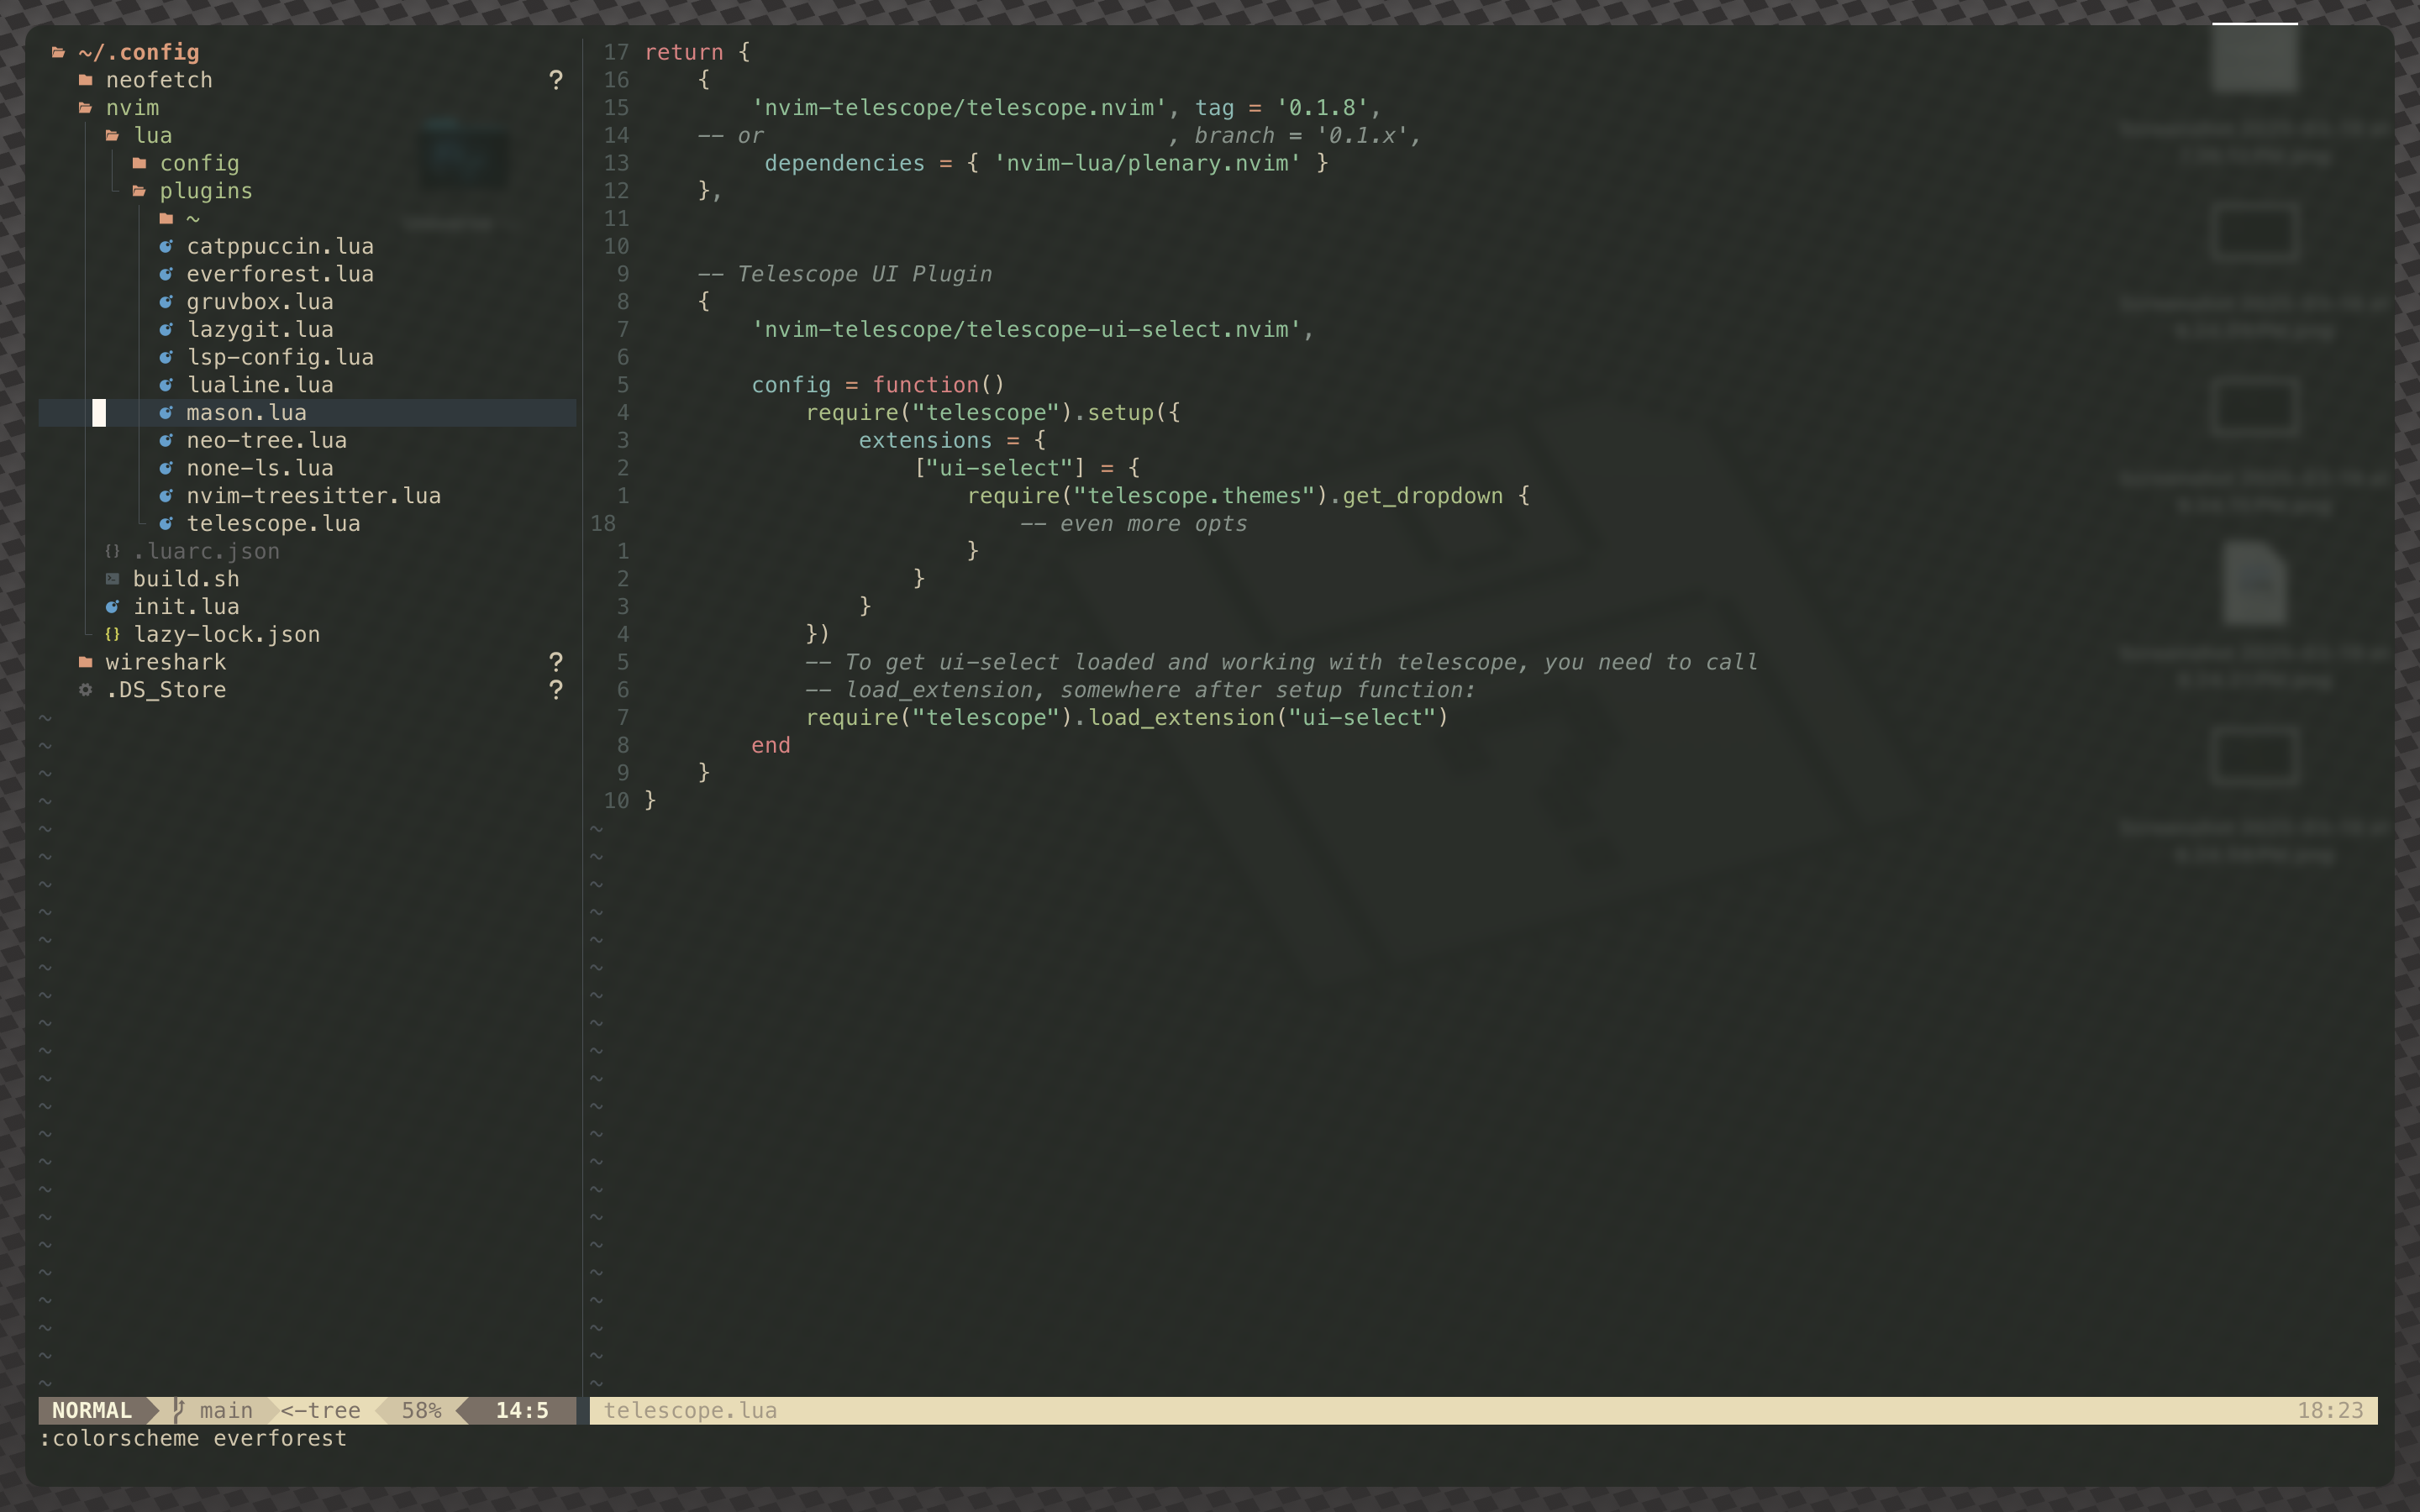 ~/.config
neofetch ?
nvim
lua
config
plugins
~
catppuccin.lua
everforest.lua
gruvbox.lua
lazygit.lua
lsp-config.lua
lualine.lua
mason.lua
neo-tree.lua
none-ls.lua
nvim-treesitter.lua
telescope.lua
{} .luarc.json
build.sh
init.lua
{} lazy-lock.json
wireshark ?
.DS_Store ?
17 return {
16     {
15         'nvim-telescope/telescope.nvim', tag = '0.1.8',
14     -- or                              , branch = '0.1.x',
13          dependencies = { 'nvim-lua/plenary.nvim' }
12     },
11
10
9     -- Telescope UI Plugin
8     {
7         'nvim-telescope/telescope-ui-select.nvim',
6
5         config = function()
4             require("telescope").setup({
3                 extensions = {
2                     ["ui-select"] = {
1                         require("telescope.themes").get_dropdown {
18                             -- even more opts
1                         }
2                     }
3                 }
4             })
5             -- To get ui-select loaded and working with telescope, you need to call
6             -- load_extension, somewhere after setup function:
7             require("telescope").load_extension("ui-select")
8         end
9     }
10 }
NORMAL main <-tree 58% 14:5 telescope.lua 18:23
:colorscheme everforest